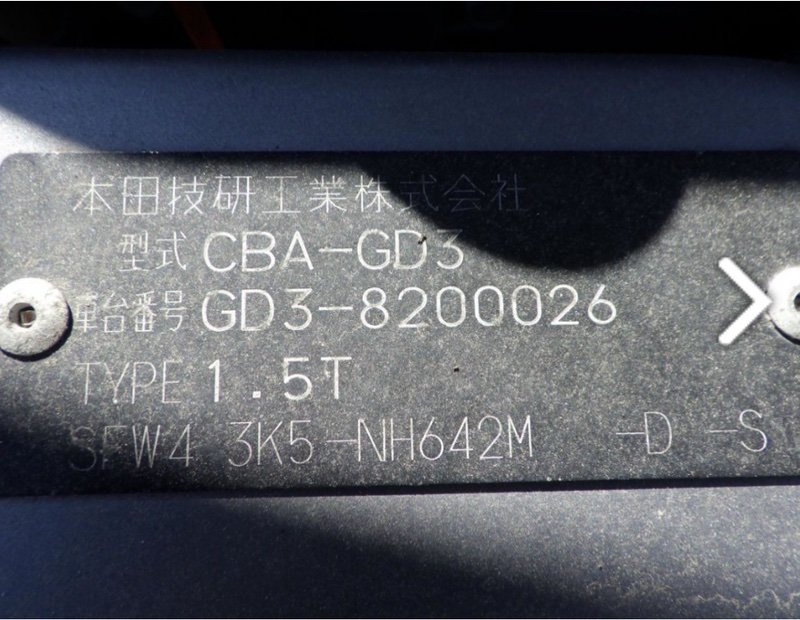 本田技研工業株式会社
型式 CBA-GD3
車台番号 GD3-8200026
TYPE 1.5T
SFW4 3K5-NH642M -D -S